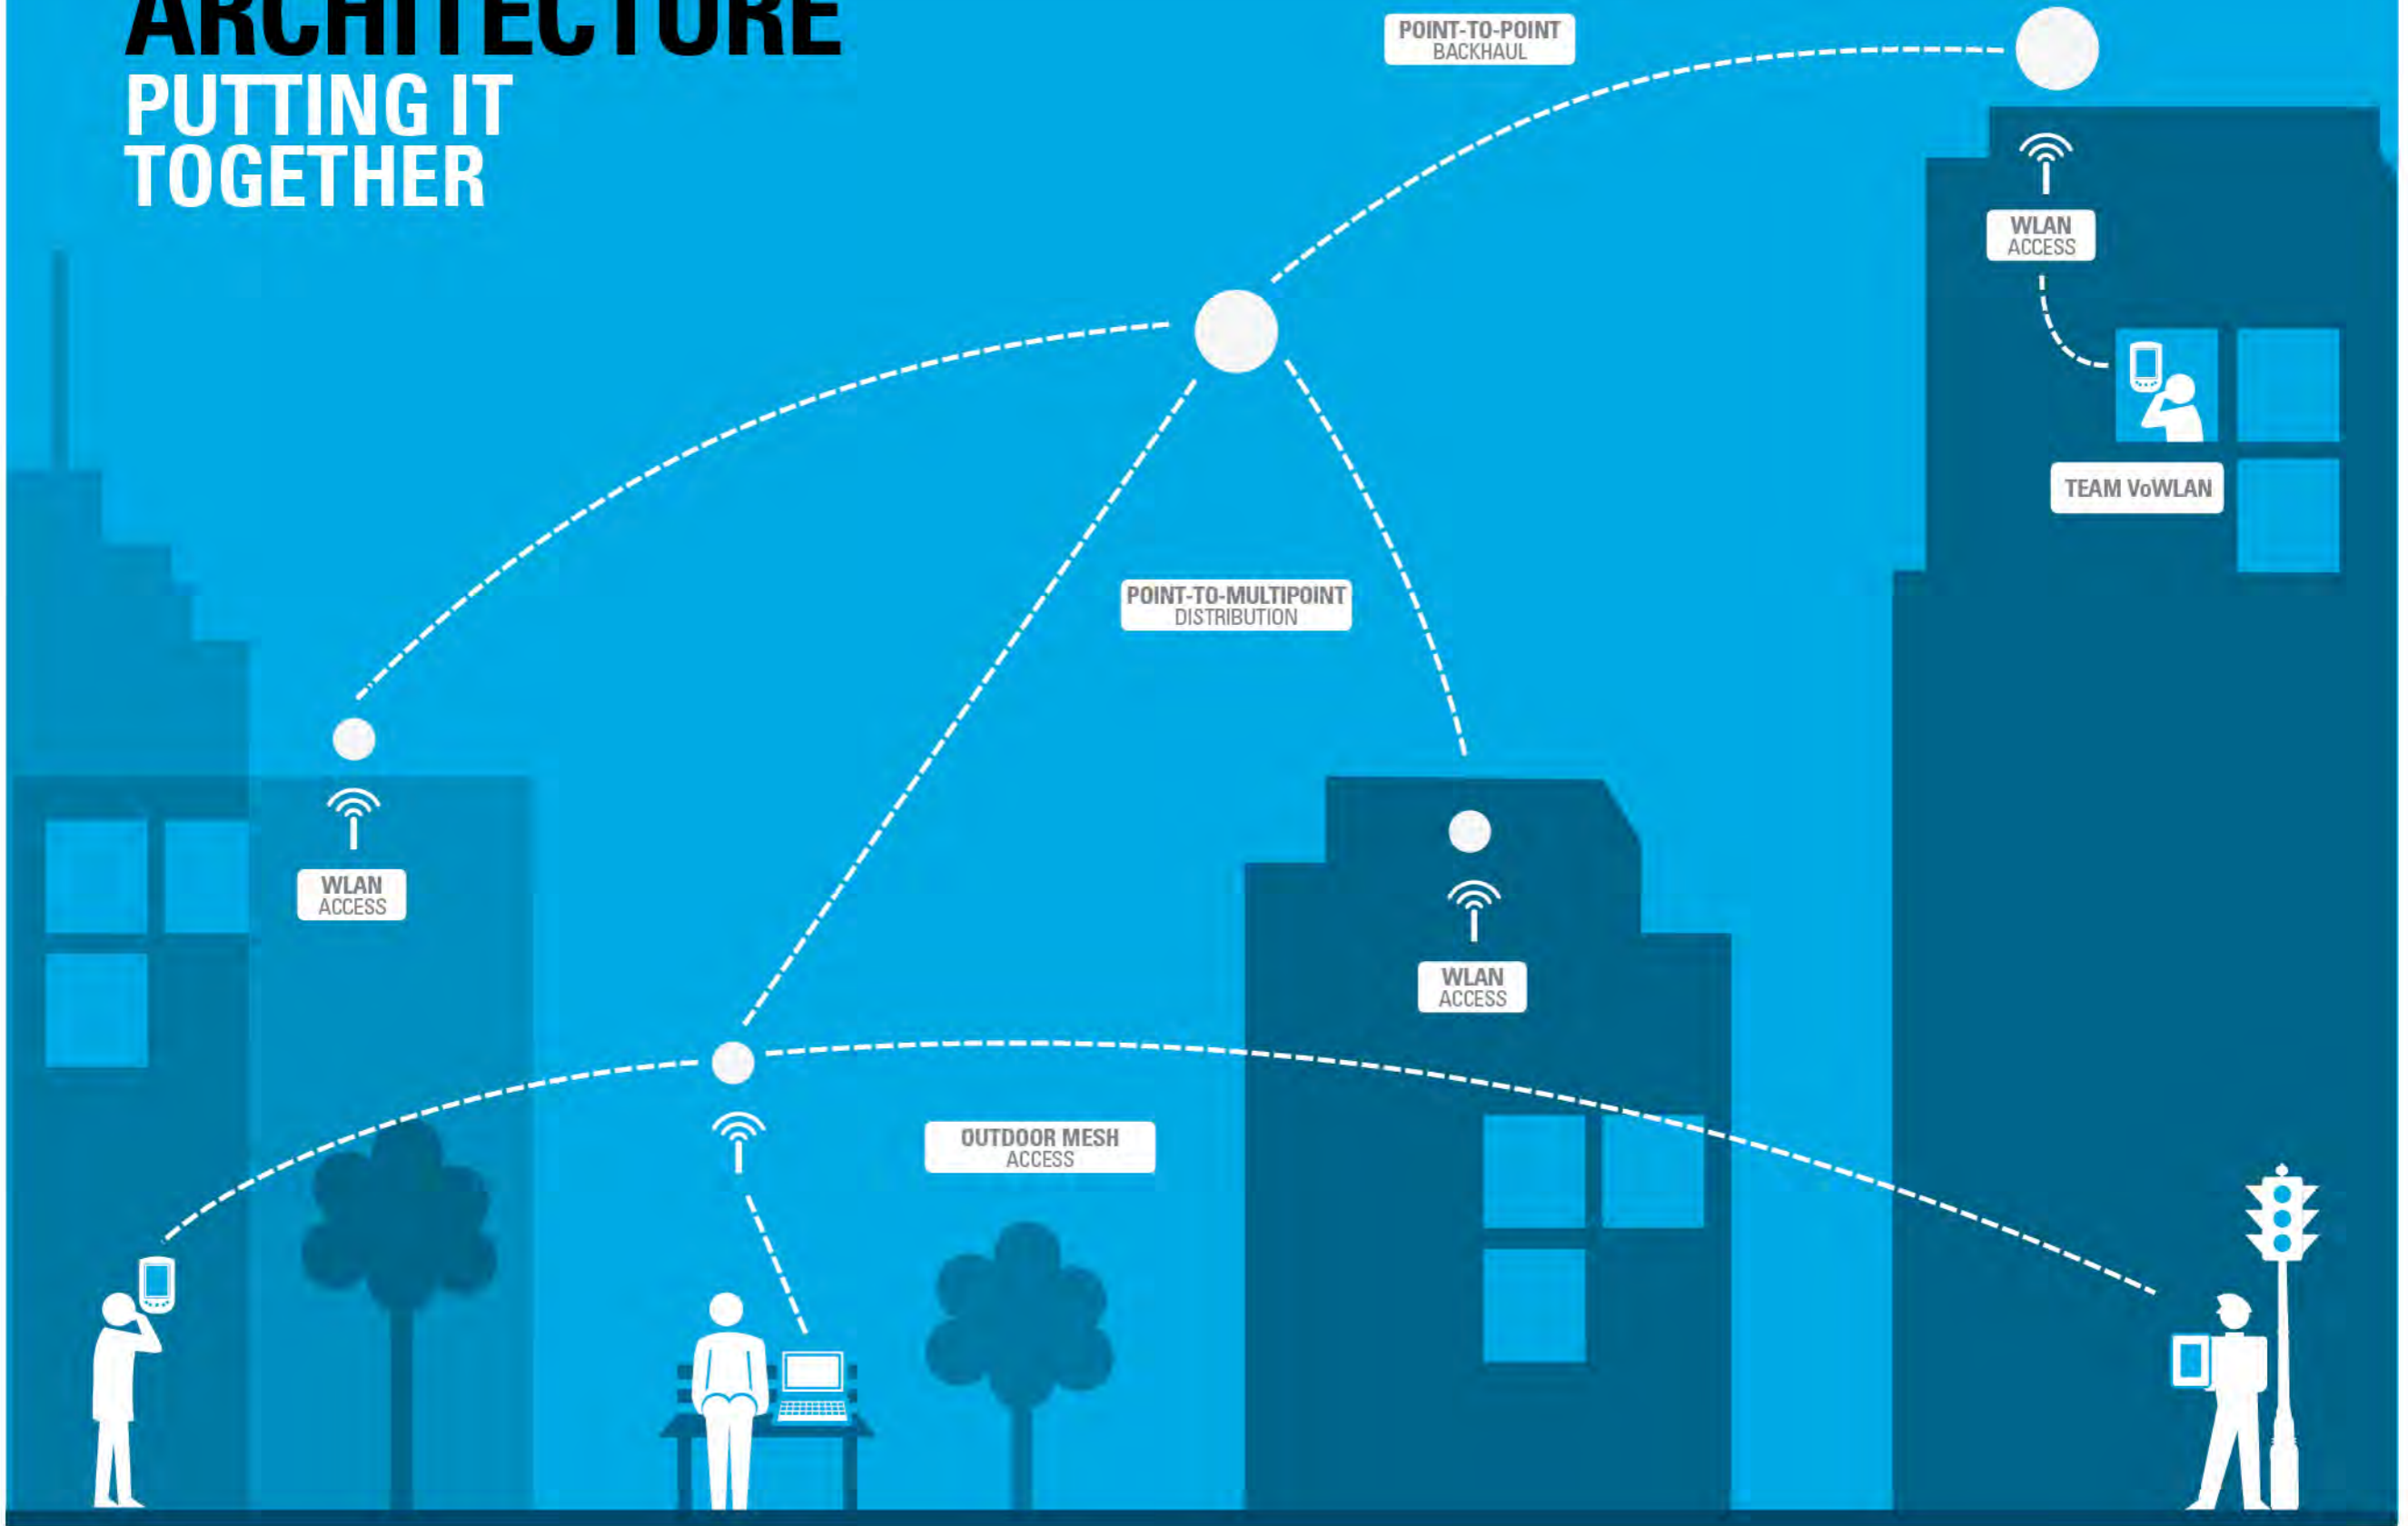 ARCHITECTURE
PUTTING IT
TOGETHER
POINT-TO-POINT
BACKHAUL
WLAN
ACCESS
TEAM VoWLAN
POINT-TO-MULTIPOINT
DISTRIBUTION
WLAN
ACCESS
WLAN
ACCESS
OUTDOOR MESH
ACCESS